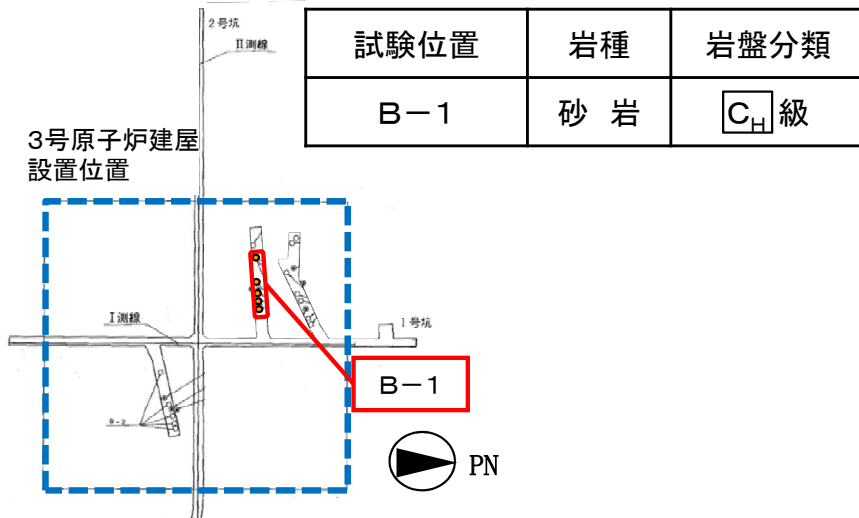 2号坑
Ⅱ測線
試験位置 岩種 岩盤分類
B-1 砂岩 CH級
3号原子炉建屋
設置位置
Ⅰ測線
1号坑
B-1
B-2
PN